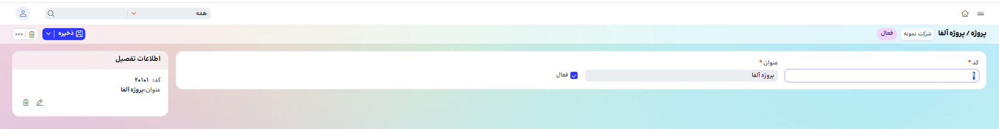 همه
پروژه / پروژه آلفا
شرکت نمونه
فعال
ذخیره
کد *
۱
عنوان *
پروژه آلفا
فعال
اطلاعات تفصیل
کد: ۲۰۱۰۱
عنوان:پروژه آلفا